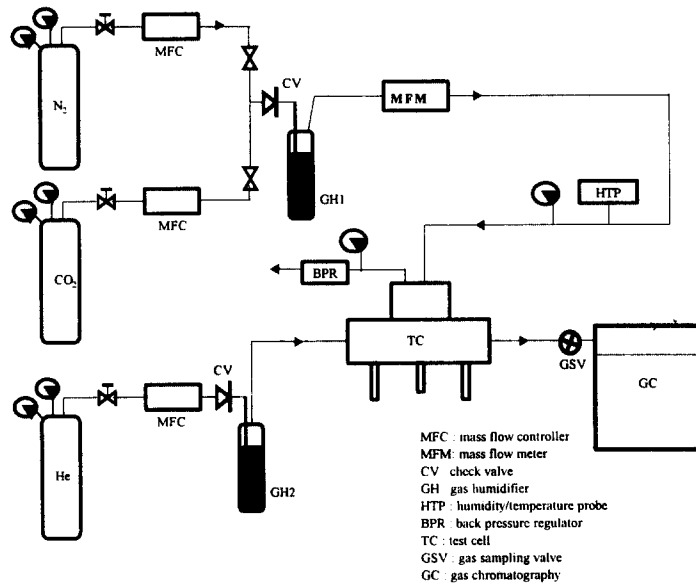 MFC
CV
N2
MFM
GH1
HTP
MFC
CO2
BPR
TC
GSV
GC
CV
MFC
He
GH2
MFC : mass flow controller
MFM: mass flow meter
CV check valve
GH gas humidifier
HTP : humidity/temperature probe
BPR : back pressure regulator
TC : test cell
GSV : gas sampling valve
GC : gas chromatography